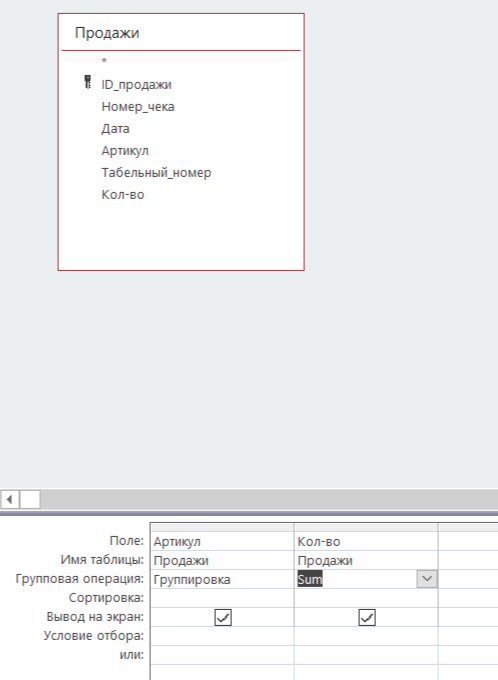 Продажи
*
ID_продажи
Номер_чека
Дата
Артикул
Табельный_номер
Кол-во
Поле: Артикул Кол-во
Имя таблицы: Продажи Продажи
Групповая операция: Группировка Sum
Сортировка:
Вывод на экран:
Условие отбора:
или: